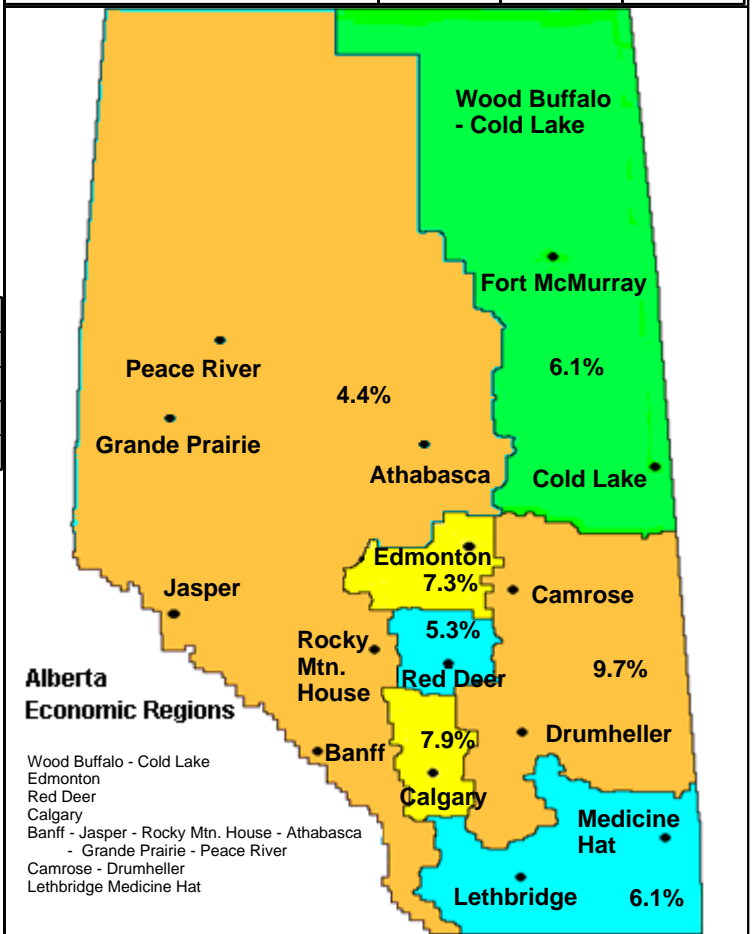 Wood Buffalo
- Cold Lake
Fort McMurray
6.1%
Peace River
4.4%
Grande Prairie
Athabasca
Cold Lake
Edmonton
7.3%
Jasper
Camrose
5.3%
Rocky
Mtn.
House
9.7%
Red Deer
Alberta
Economic Regions
7.9%
Drumheller
Banff
Calgary
Wood Buffalo - Cold Lake
Edmonton
Red Deer
Calgary
Banff - Jasper - Rocky Mtn. House - Athabasca
- Grande Prairie - Peace River
Camrose - Drumheller
Lethbridge Medicine Hat
Medicine
Hat
Lethbridge
6.1%